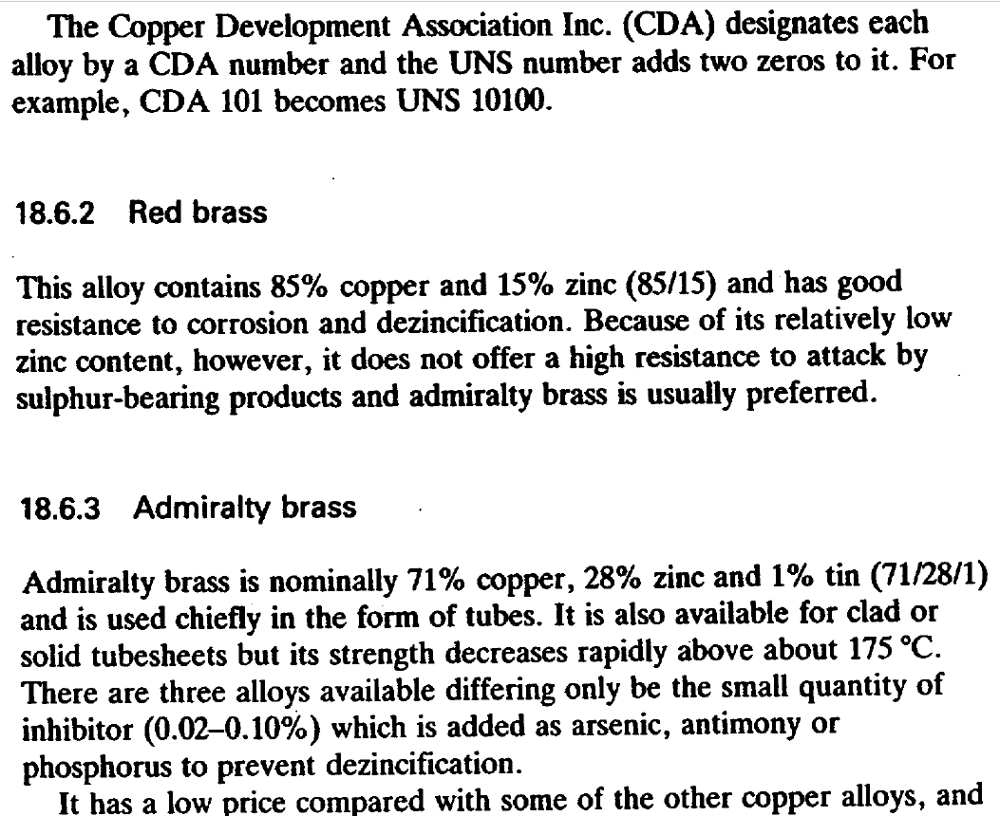 The Copper Development Association Inc. (CDA) designates each
alloy by a CDA number and the UNS number adds two zeros to it. For
example, CDA 101 becomes UNS 10100.
18.6.2 Red brass
This alloy contains 85% copper and 15% zinc (85/15) and has good
resistance to corrosion and dezincification. Because of its relatively low
zinc content, however, it does not offer a high resistance to attack by
sulphur-bearing products and admiralty brass is usually preferred.
18.6.3 Admiralty brass
Admiralty brass is nominally 71% copper, 28% zinc and 1% tin (71/28/1)
and is used chiefly in the form of tubes. It is also available for clad or
solid tubesheets but its strength decreases rapidly above about 175 °C.
There are three alloys available differing only be the small quantity of
inhibitor (0.02–0.10%) which is added as arsenic, antimony or
phosphorus to prevent dezincification.
It has a low price compared with some of the other copper alloys, and